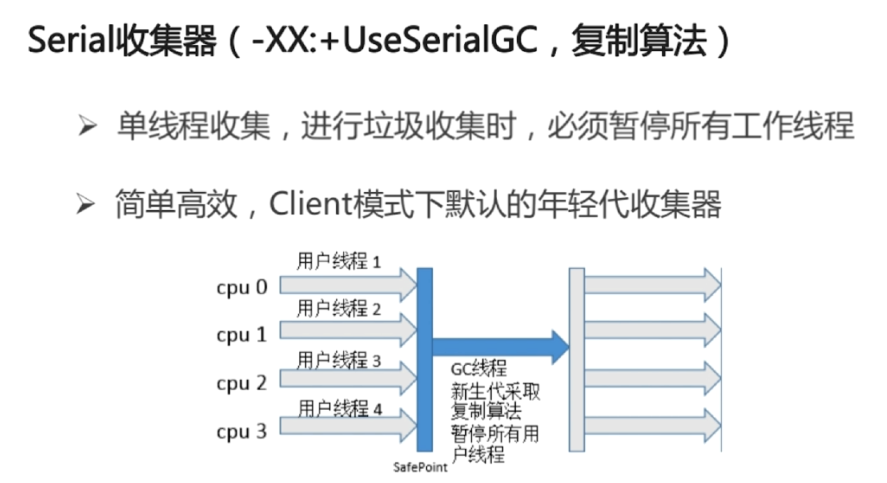 Serial收集器（-XX:+UseSerialGC，复制算法）
➢ 单线程收集，进行垃圾收集时，必须暂停所有工作线程
➢ 简单高效，Client模式下默认的年轻代收集器
用户线程 1
cpu 0
用户线程 2
cpu 1
用户线程 3
cpu 2
用户线程 4
cpu 3
GC线程
新生代采取
复制算法
暂停所有用
户线程
SafePoint